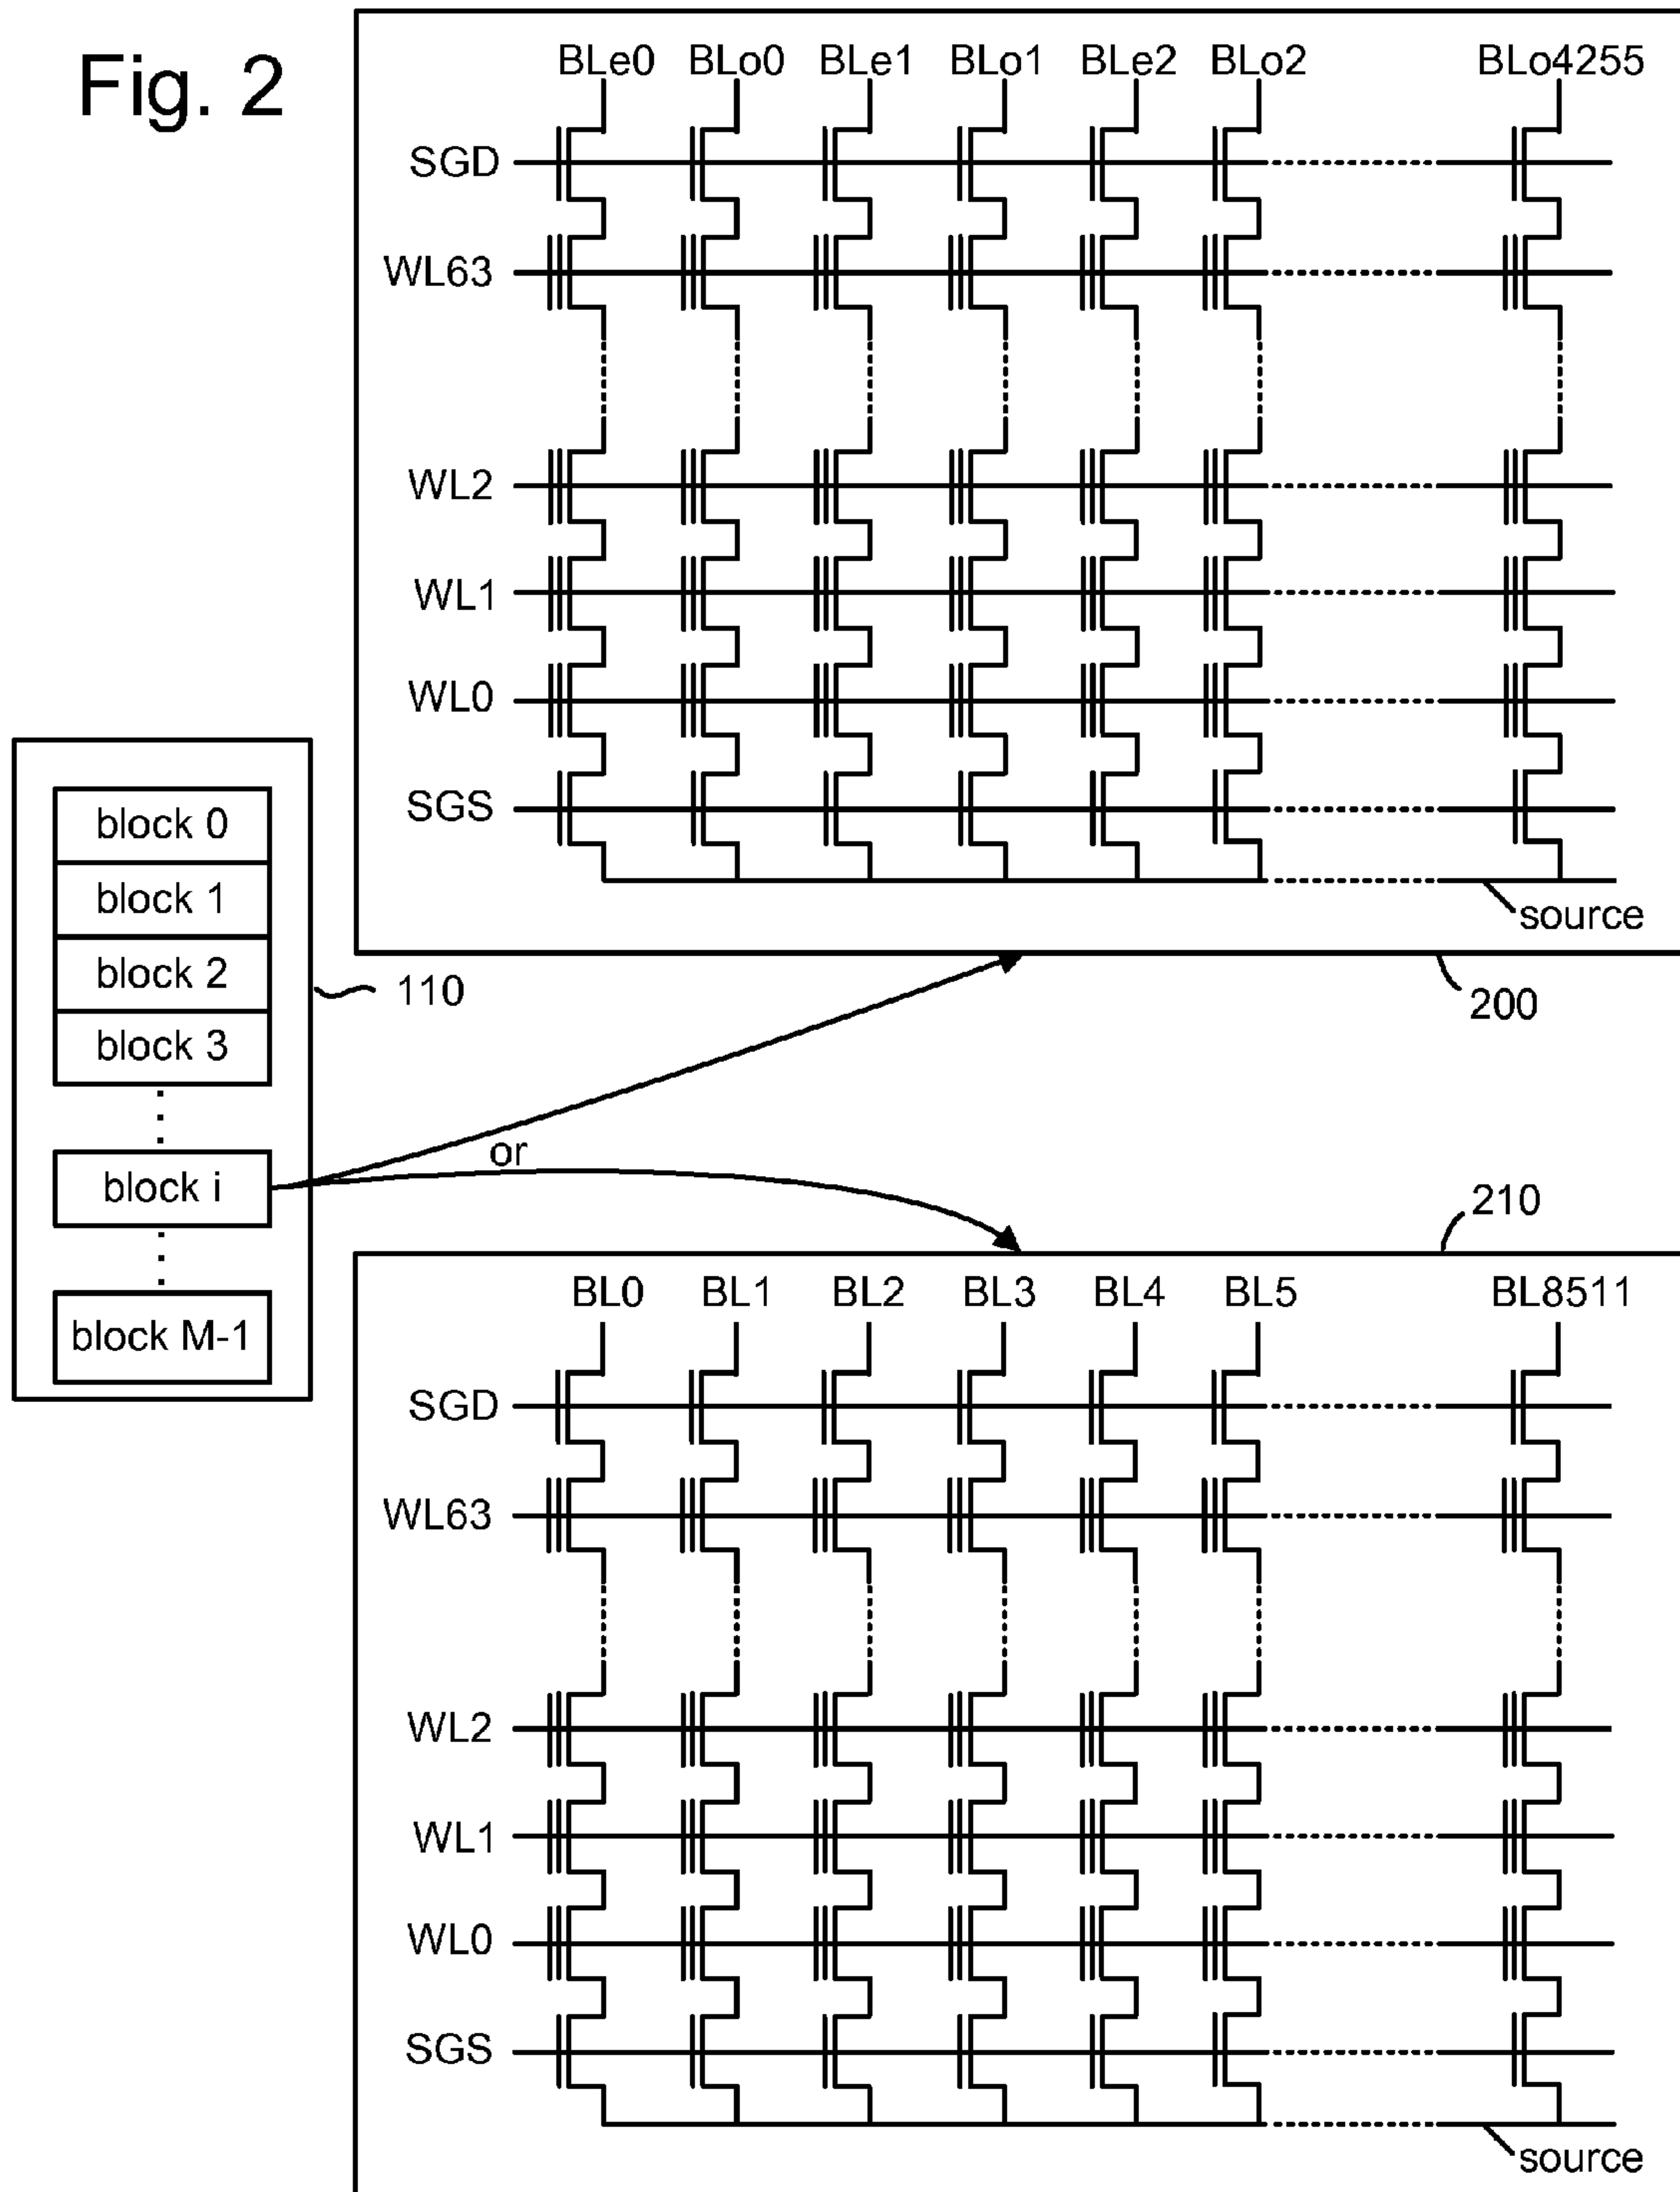 Fig. 2
BLe0 BLo0 BLe1 BLo1 BLe2 BLo2 BLo4255
SGD
WL63
WL2
WL1
WL0
SGS
source
200
block 0
block 1
block 2
block 3
block i
block M-1
110
or
210
BL0 BL1 BL2 BL3 BL4 BL5 BL8511
SGD
WL63
WL2
WL1
WL0
SGS
source